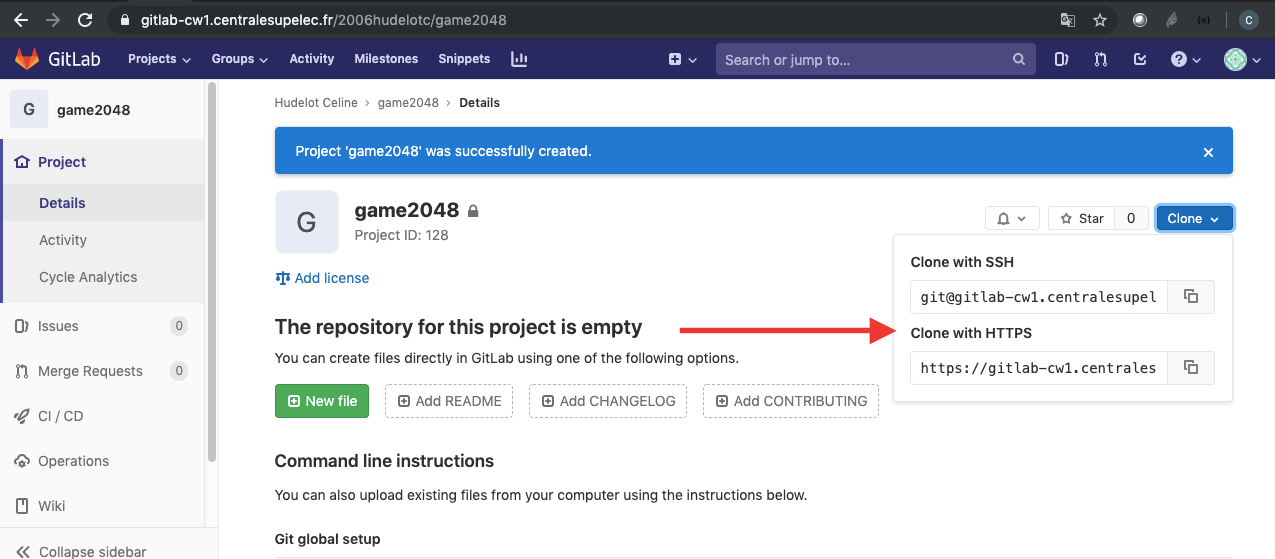 gitlab-cw1.centralesupelec.fr/2006hudelotc/game2048
C
GitLab Projects Groups Activity Milestones Snippets Search or jump to...
G game2048
Project
Details
Activity
Cycle Analytics
Issues 0
Merge Requests 0
CI / CD
Operations
Wiki
Collapse sidebar
Hudelot Celine > game2048 > Details
Project 'game2048' was successfully created.
G
game2048
Project ID: 128
Star 0 Clone
Add license
Clone with SSH
git@gitlab-cw1.centralesupel
Clone with HTTPS
https://gitlab-cw1.centrales
The repository for this project is empty
You can create files directly in GitLab using one of the following options.
New file Add README Add CHANGELOG Add CONTRIBUTING
Command line instructions
You can also upload existing files from your computer using the instructions below.
Git global setup